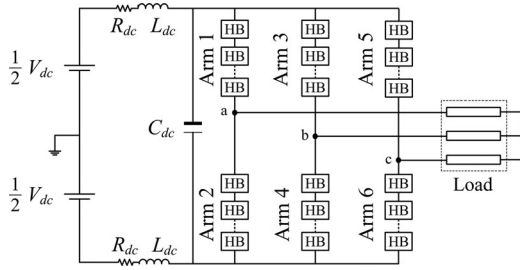 R_dc L_dc
1/2 V_dc
C_dc
1/2 V_dc
R_dc L_dc
Arm 1
HB
HB
HB
Arm 3
HB
HB
HB
Arm 5
HB
HB
HB
a
b
c
Load
Arm 2
HB
HB
HB
Arm 4
HB
HB
HB
Arm 6
HB
HB
HB